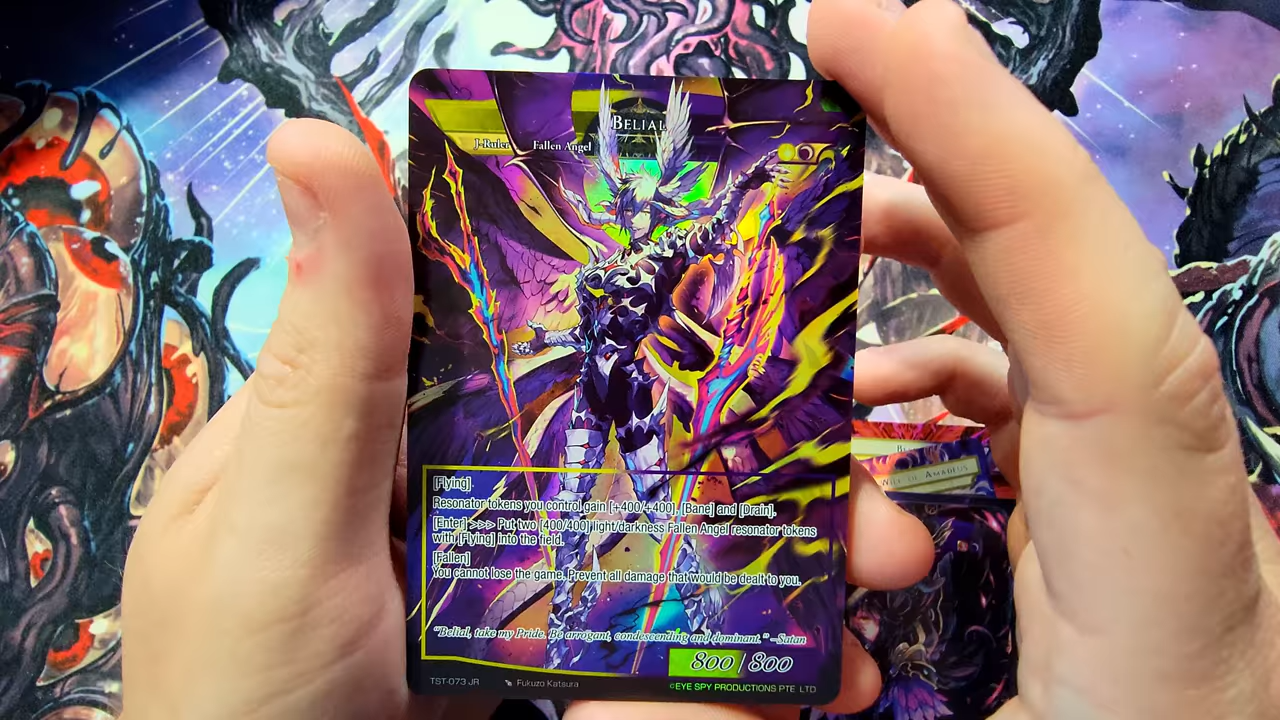 BELIAL
J-Ruler Fallen Angel
[Flying]
Resonator tokens you control gain [+400/+400], [Bane] and [Drain].
[Enter] >>> Put two [400/400] light/darkness Fallen Angel resonator tokens
with [Flying] into the field.
[Fallen]
You cannot lose the game. Prevent all damage that would be dealt to you.
"Belial, take my Pride. Be arrogant, condescending and dominant." –Satan
800 / 800
TST-073 JR Fukuzo Katsura ©EYE SPY PRODUCTIONS PTE LTD
OF AMADEUS